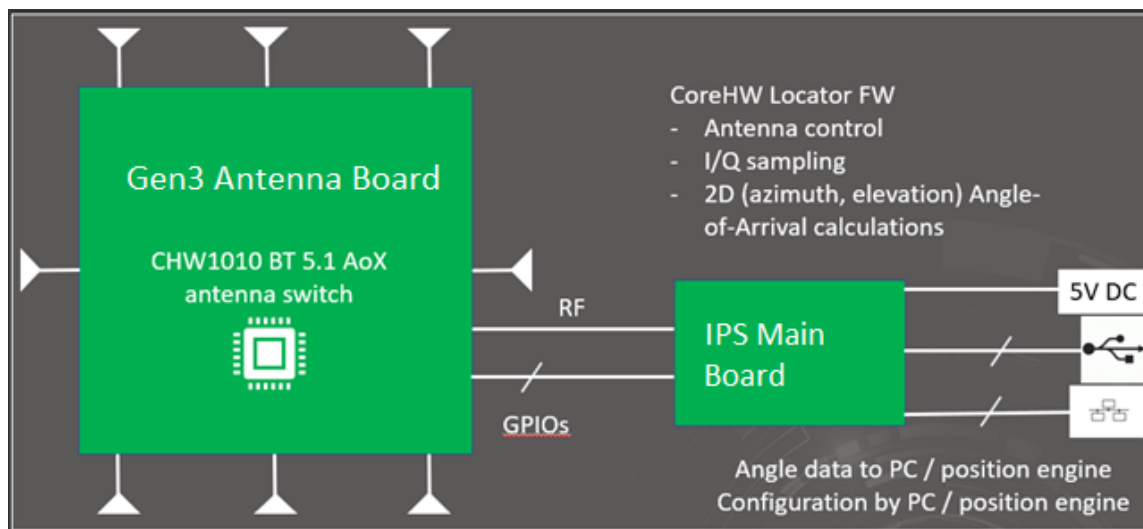 Gen3 Antenna Board
CHW1010 BT 5.1 AoX
antenna switch
CoreHW Locator FW
- Antenna control
- I/Q sampling
- 2D (azimuth, elevation) Angle-
of-Arrival calculations
RF
GPIOs
IPS Main
Board
5V DC
Angle data to PC / position engine
Configuration by PC / position engine